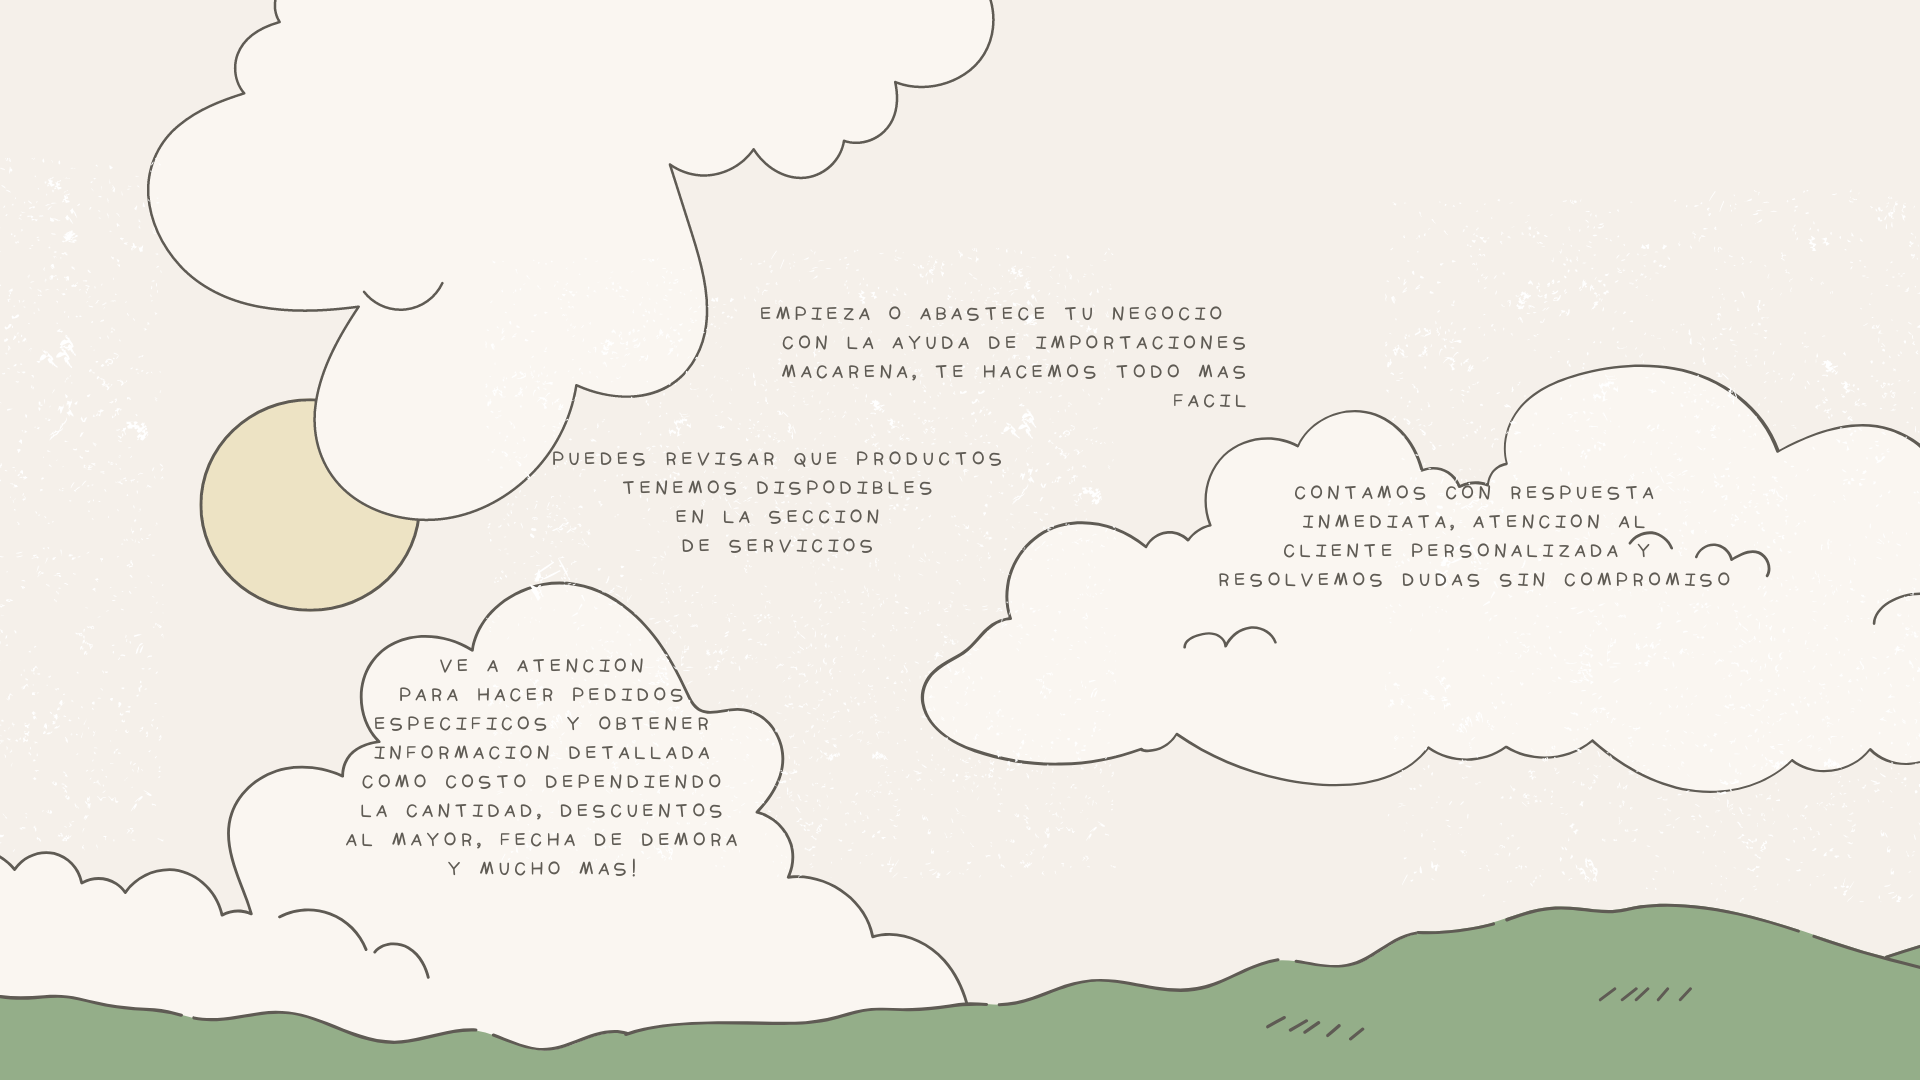 EMPIEZA O ABASTECE TU NEGOCIO
CON LA AYUDA DE IMPORTACIONES
MACARENA, TE HACEMOS TODO MAS
FACIL
PUEDES REVISAR QUE PRODUCTOS
TENEMOS DISPODIBLES
EN LA SECCION
DE SERVICIOS
CONTAMOS CON RESPUESTA
INMEDIATA, ATENCION AL
CLIENTE PERSONALIZADA Y
RESOLVEMOS DUDAS SIN COMPROMISO
VE A ATENCION
PARA HACER PEDIDOS
ESPECIFICOS Y OBTENER
INFORMACION DETALLADA
COMO COSTO DEPENDIENDO
LA CANTIDAD, DESCUENTOS
AL MAYOR, FECHA DE DEMORA
Y MUCHO MAS!